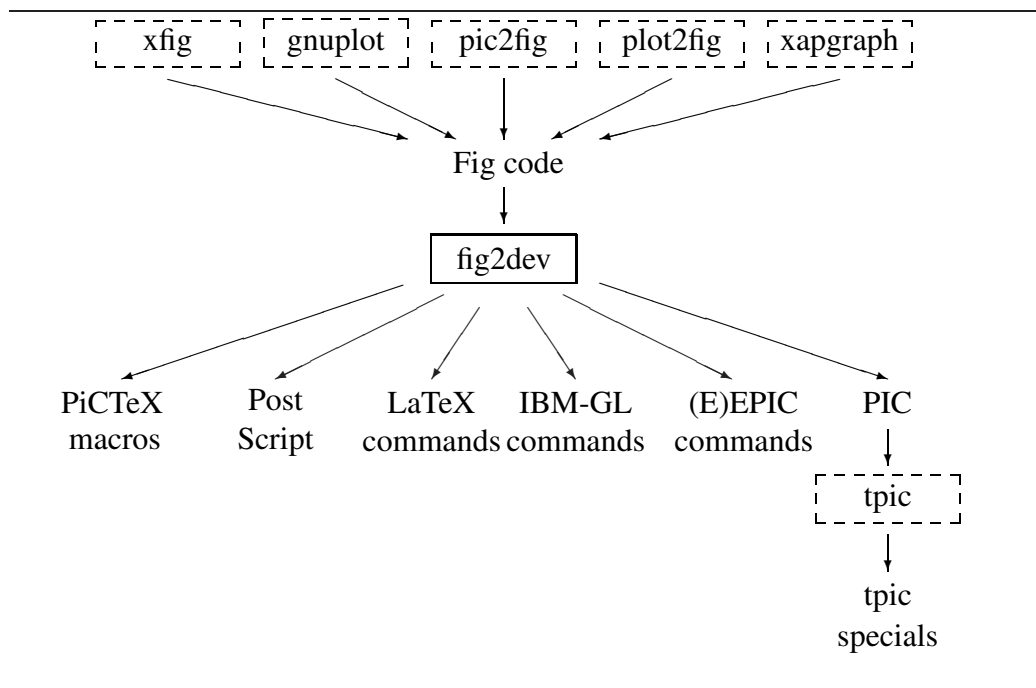 xfig gnuplot pic2fig plot2fig xapgraph
Fig code
fig2dev
PiCTeX Post LaTeX IBM-GL (E)EPIC PIC
macros Script commands commands commands
tpic
tpic
specials